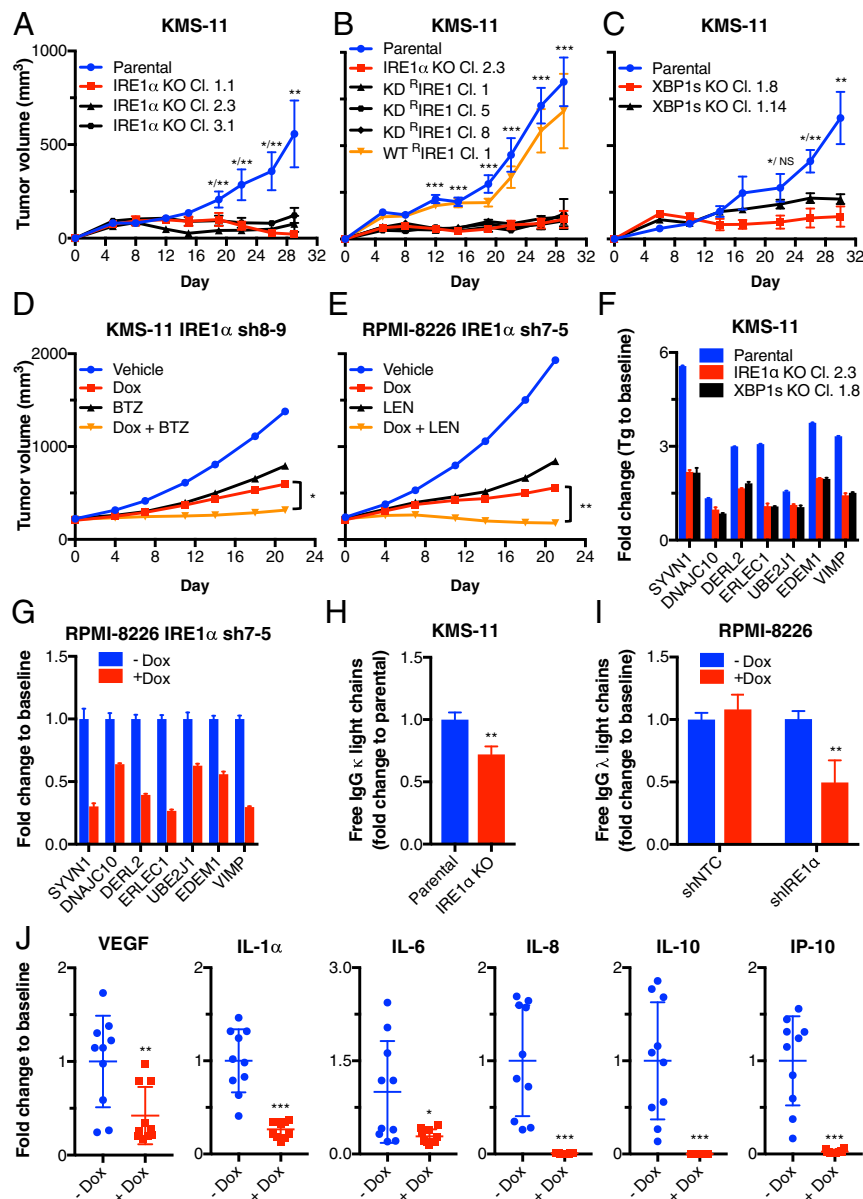 A
KMS-11
Tumor volume (mm3)
1000
500
0
Parental
IRE1α KO Cl. 1.1
IRE1α KO Cl. 2.3
IRE1α KO Cl. 3.1
*/**
*/**
*/**
**
0 4 8 12 16 20 24 28 32
Day
B
KMS-11
Parental
IRE1α KO Cl. 2.3
KD RIRE1 Cl. 1
KD RIRE1 Cl. 5
KD RIRE1 Cl. 8
WT RIRE1 Cl. 1
*** *** *** *** *** ***
0 4 8 12 16 20 24 28 32
Day
C
KMS-11
Parental
XBP1s KO Cl. 1.8
XBP1s KO Cl. 1.14
*/ NS
*/**
**
0 4 8 12 16 20 24 28 32
Day
D
KMS-11 IRE1α sh8-9
Tumor volume (mm3)
2000
1000
0
Vehicle
Dox
BTZ
Dox + BTZ
*
0 4 8 12 16 20 24
Day
E
RPMI-8226 IRE1α sh7-5
Vehicle
Dox
LEN
Dox + LEN
**
0 4 8 12 16 20 24
Day
F
KMS-11
Fold change (Tg to baseline)
6
3
0
Parental
IRE1α KO Cl. 2.3
XBP1s KO Cl. 1.8
SYVN1
DNAJC10
DERL2
ERLEC1
UBE2J1
EDEM1
VIMP
G
RPMI-8226 IRE1α sh7-5
Fold change to baseline
1.5
1.0
0.5
0.0
- Dox
+Dox
SYVN1
DNAJC10
DERL2
ERLEC1
UBE2J1
EDEM1
VIMP
H
KMS-11
Free IgG κ light chains
(fold change to parental)
1.5
1.0
0.5
0.0
**
Parental
IRE1α KO
I
RPMI-8226
Free IgG λ light chains
(fold change to baseline)
1.5
1.0
0.5
0.0
- Dox
+Dox
**
shNTC
shIRE1α
J
Fold change to baseline
VEGF
2
1
0
**
- Dox
+ Dox
IL-1α
2
1
0
***
- Dox
+ Dox
IL-6
3.0
1.5
0.0
*
- Dox
+ Dox
IL-8
2
1
0
***
- Dox
+ Dox
IL-10
2
1
0
***
- Dox
+ Dox
IP-10
2
1
0
***
- Dox
+ Dox